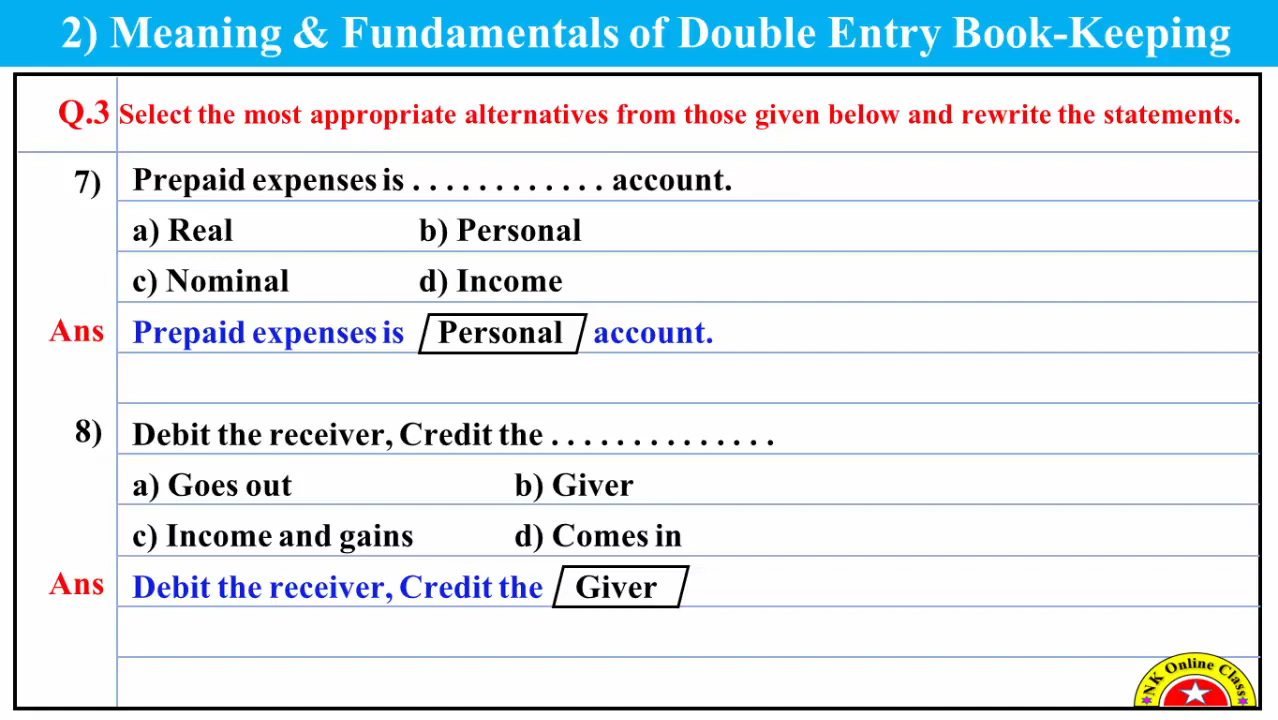 2) Meaning & Fundamentals of Double Entry Book-Keeping
Q.3 Select the most appropriate alternatives from those given below and rewrite the statements.
7) Prepaid expenses is . . . . . . . . . . . . account.
a) Real b) Personal
c) Nominal d) Income
Ans Prepaid expenses is Personal account.
8) Debit the receiver, Credit the . . . . . . . . . . . . . .
a) Goes out b) Giver
c) Income and gains d) Comes in
Ans Debit the receiver, Credit the Giver
NK Online Class